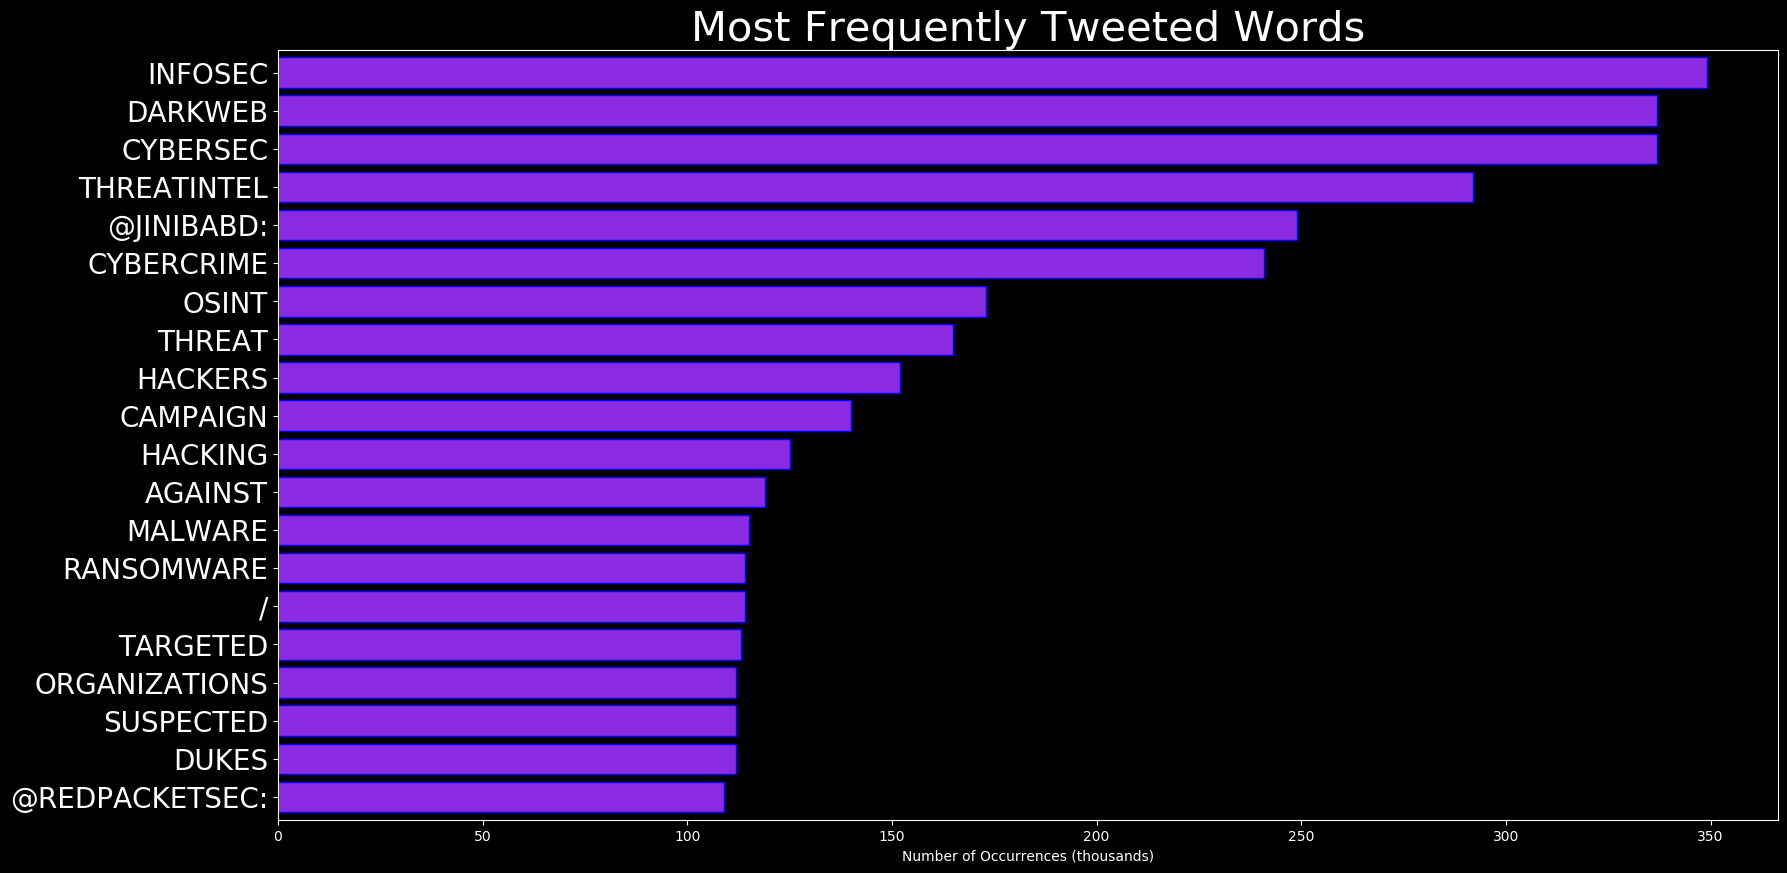 Most Frequently Tweeted Words
INFOSEC
DARKWEB
CYBERSEC
THREATINTEL
@JINIBABD:
CYBERCRIME
OSINT
THREAT
HACKERS
CAMPAIGN
HACKING
AGAINST
MALWARE
RANSOMWARE
/
TARGETED
ORGANIZATIONS
SUSPECTED
DUKES
@REDPACKETSEC:
0 50 100 150 200 250 300 350
Number of Occurrences (thousands)